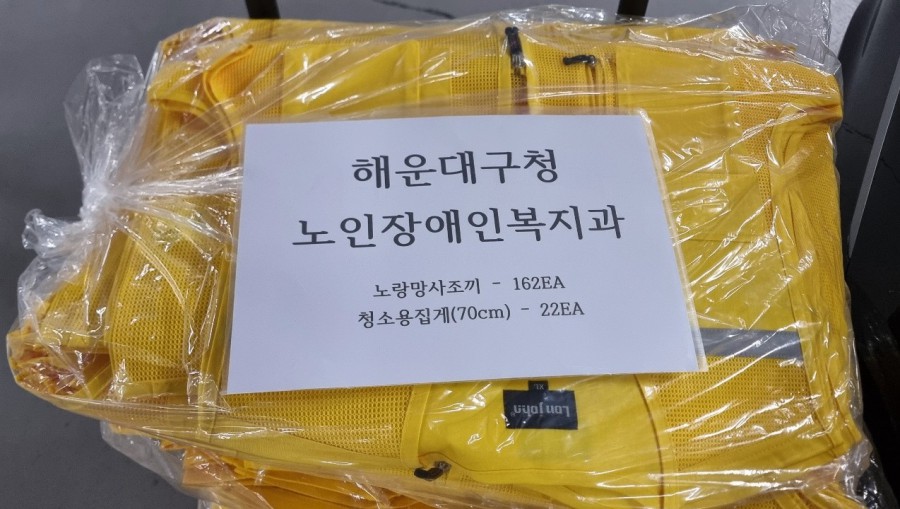 해운대구청
노인장애인복지과
노랑망사조끼 - 162EA
청소용집게(70cm) - 22EA
XL